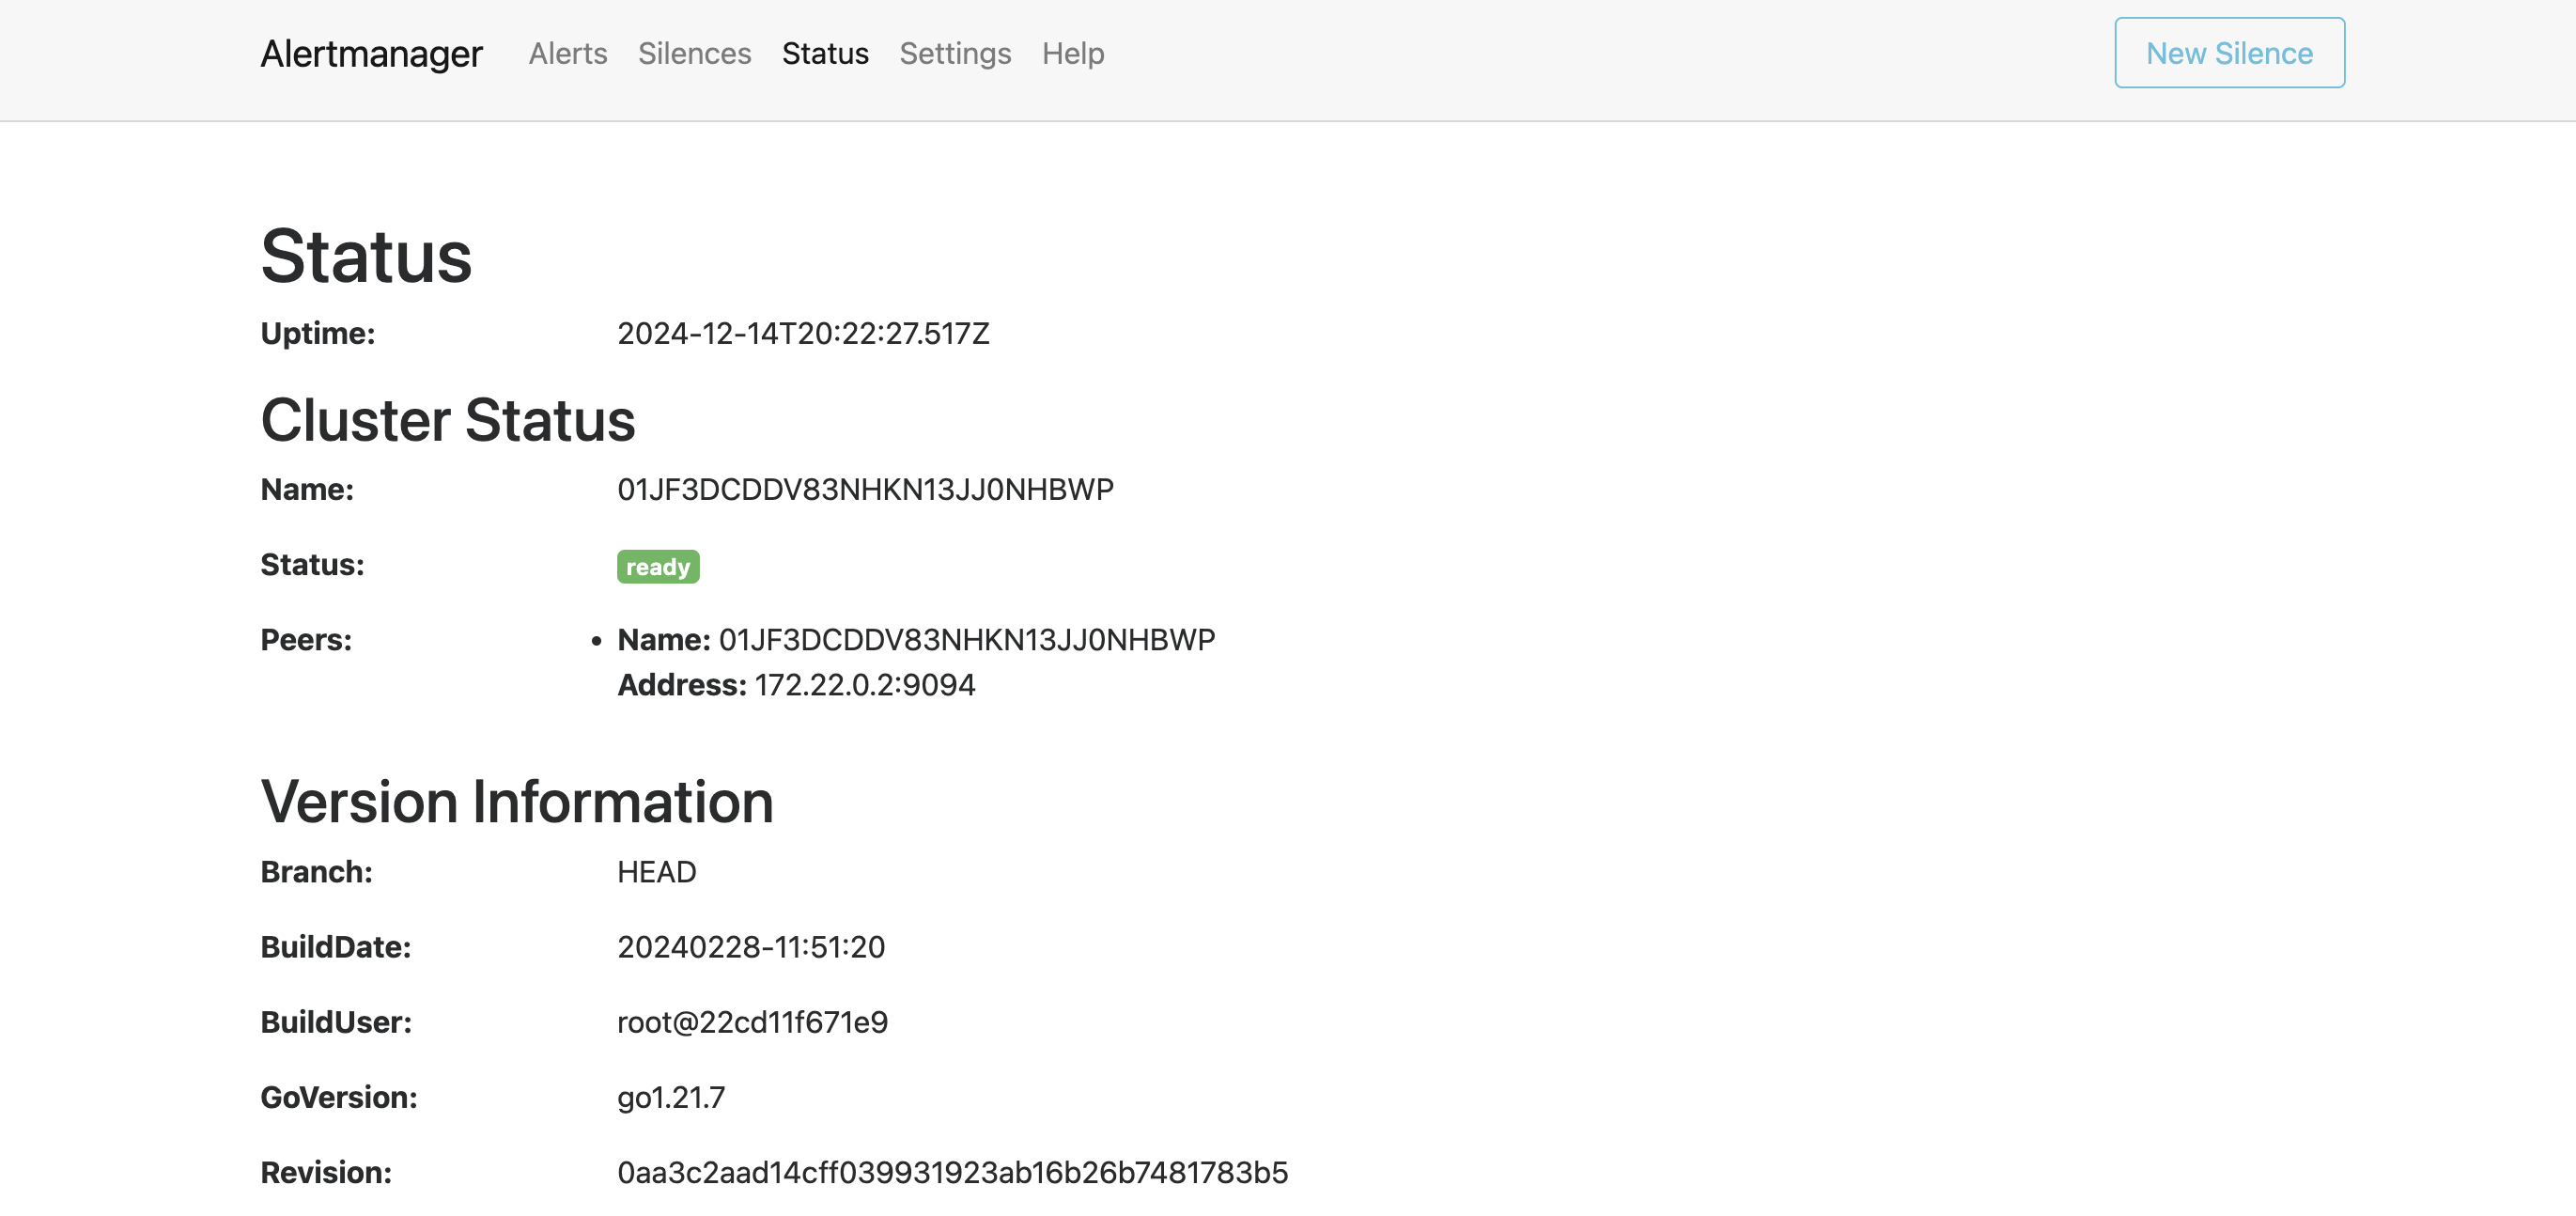 Alertmanager Alerts Silences Status Settings Help New Silence
Status
Uptime: 2024-12-14T20:22:27.517Z
Cluster Status
Name: 01JF3DCDDV83NHKN13JJ0NHBWP
Status: ready
Peers: • Name: 01JF3DCDDV83NHKN13JJ0NHBWP
Address: 172.22.0.2:9094
Version Information
Branch: HEAD
BuildDate: 20240228-11:51:20
BuildUser: root@22cd11f671e9
GoVersion: go1.21.7
Revision: 0aa3c2aad14cff039931923ab16b26b7481783b5